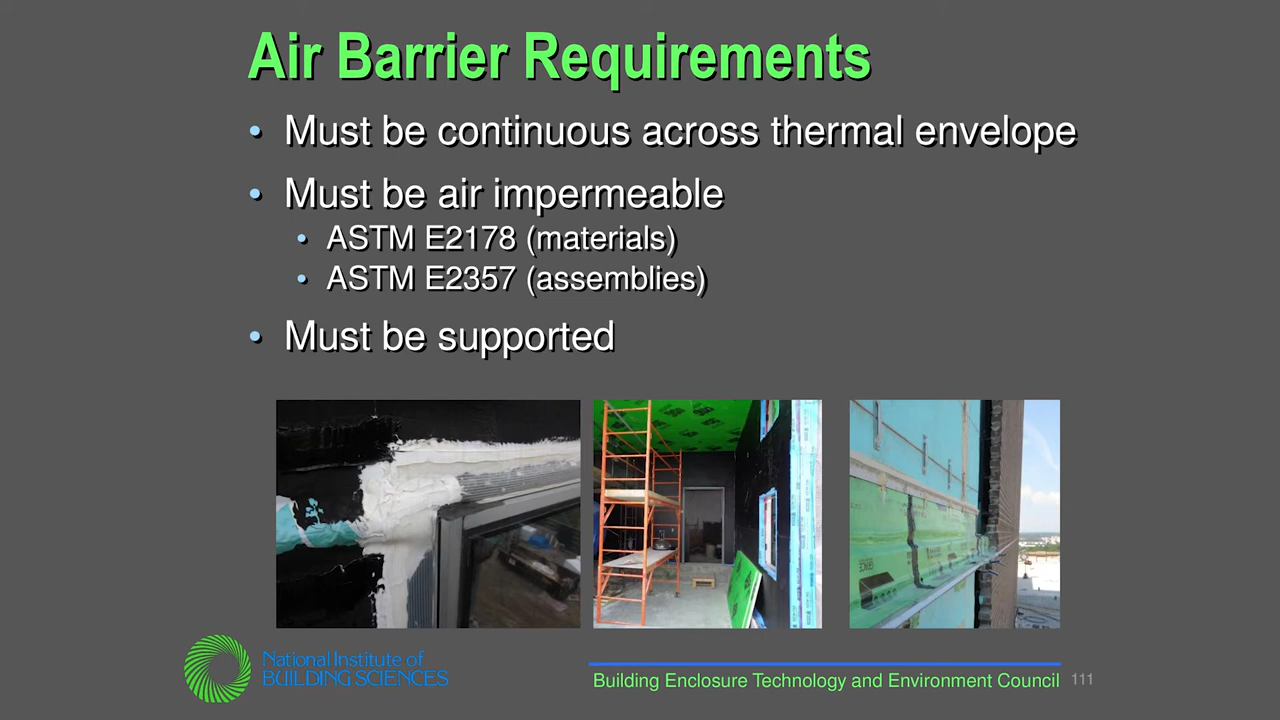 Air Barrier Requirements
• Must be continuous across thermal envelope
• Must be air impermeable
• ASTM E2178 (materials)
• ASTM E2357 (assemblies)
• Must be supported
National Institute of
BUILDING SCIENCES
Building Enclosure Technology and Environment Council 111